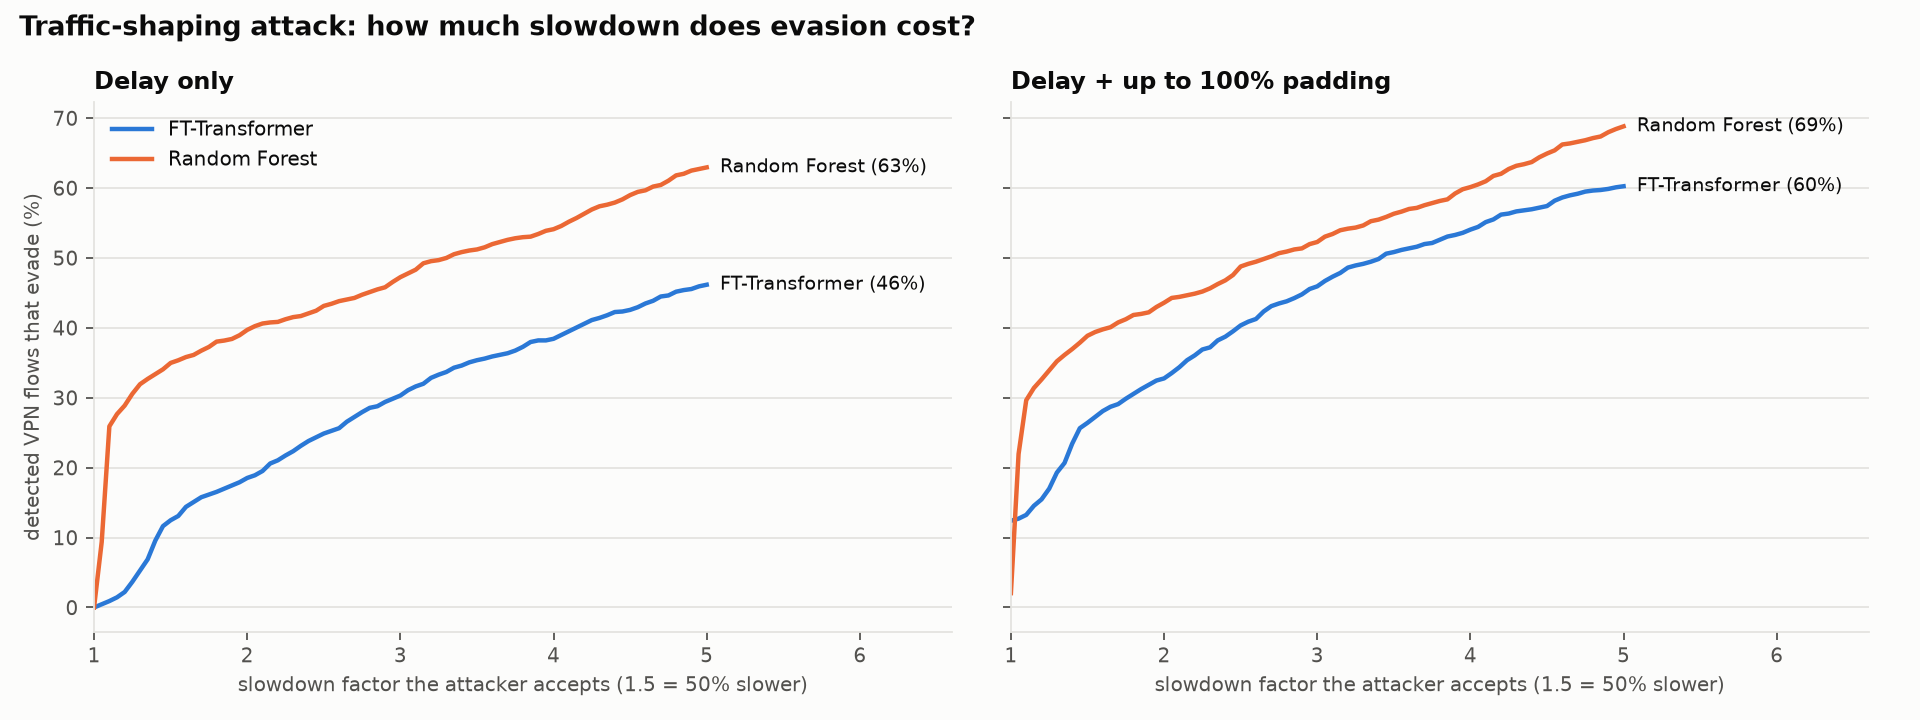 Traffic-shaping attack: how much slowdown does evasion cost?
Delay only
detected VPN flows that evade (%)
70
60
50
40
30
20
10
0
FT-Transformer
Random Forest
Random Forest (63%)
FT-Transformer (46%)
1 2 3 4 5 6
slowdown factor the attacker accepts (1.5 = 50% slower)
Delay + up to 100% padding
Random Forest (69%)
FT-Transformer (60%)
1 2 3 4 5 6
slowdown factor the attacker accepts (1.5 = 50% slower)